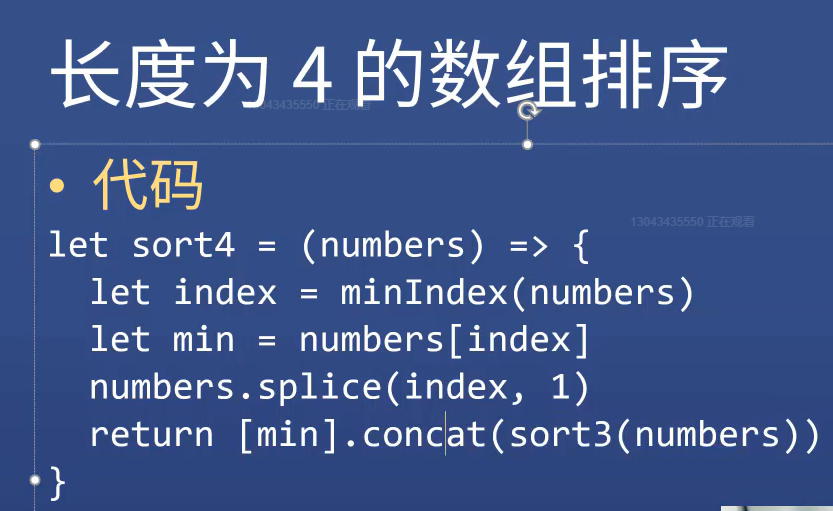 长度为 4 的数组排序
13043435550 正在观看
• 代码
13043435550 正在观看
let sort4 = (numbers) => {
  let index = minIndex(numbers)
  let min = numbers[index]
  numbers.splice(index, 1)
  return [min].concat(sort3(numbers))
}